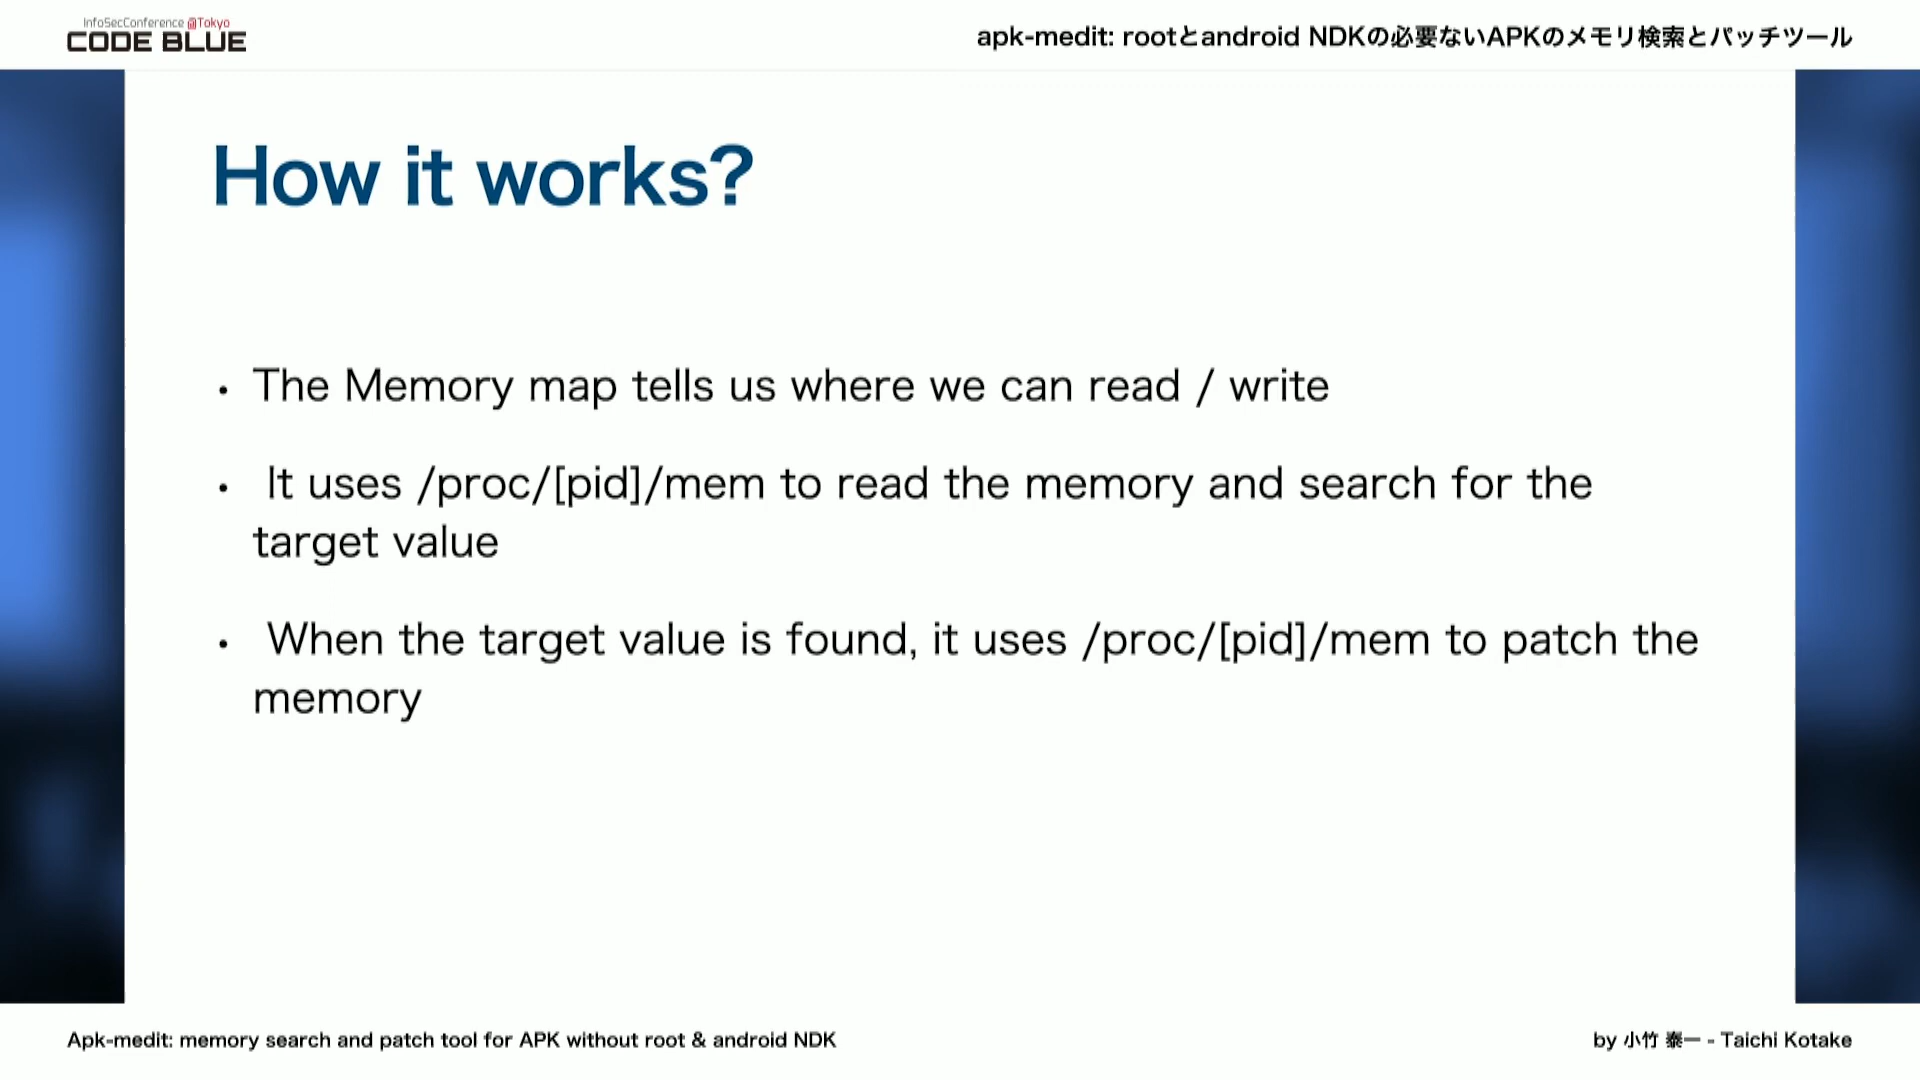 InfoSecConference @Tokyo
CODE BLUE
apk-medit: rootとandroid NDKの必要ないAPKのメモリ検索とパッチツール
How it works?
• The Memory map tells us where we can read / write
• It uses /proc/[pid]/mem to read the memory and search for the
target value
• When the target value is found, it uses /proc/[pid]/mem to patch the
memory
Apk-medit: memory search and patch tool for APK without root & android NDK
by 小竹 泰一 - Taichi Kotake